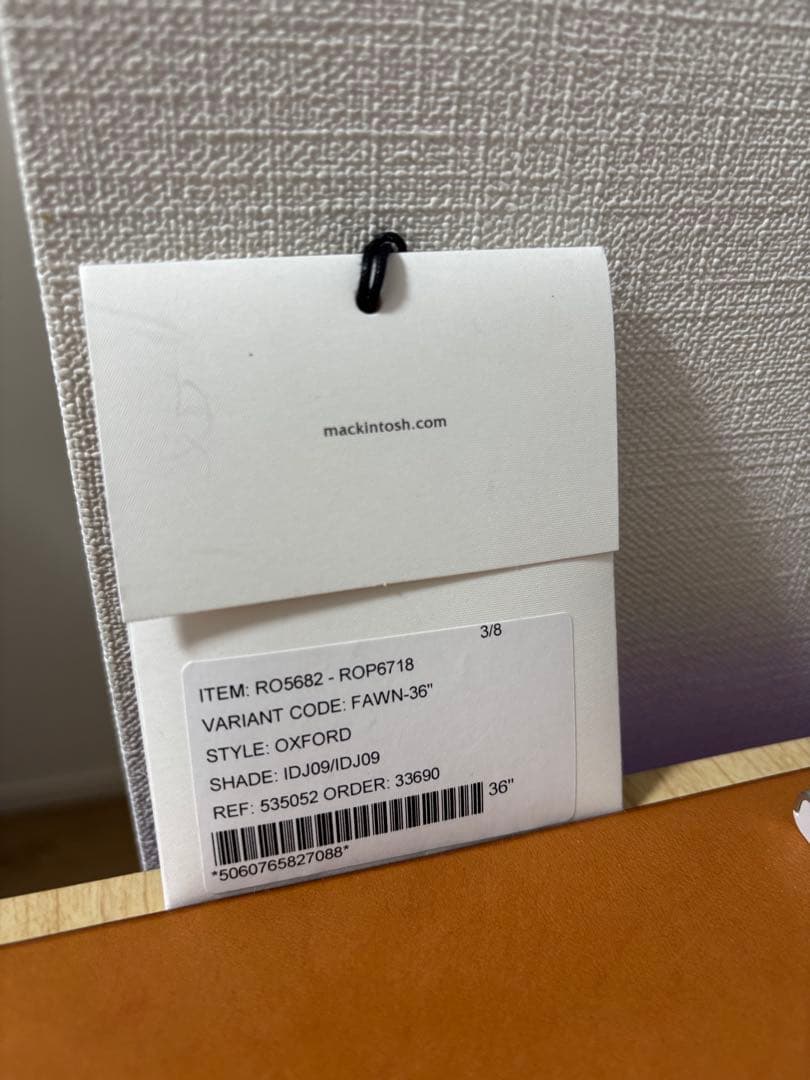 mackintosh.com
3/8
ITEM: RO5682 - ROP6718
VARIANT CODE: FAWN-36"
STYLE: OXFORD
SHADE: IDJ09/IDJ09
REF: 535052 ORDER: 33690
36"
*5060765827088*